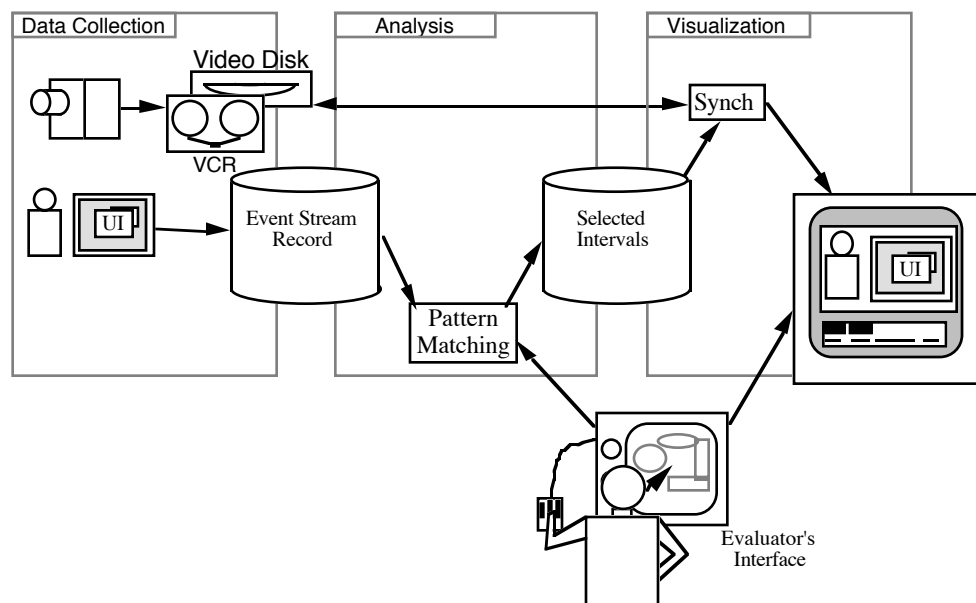 Data Collection
Analysis
Visualization
Video Disk
VCR
Synch
UI
Event Stream
Record
Selected
Intervals
UI
Pattern
Matching
Evaluator's
Interface